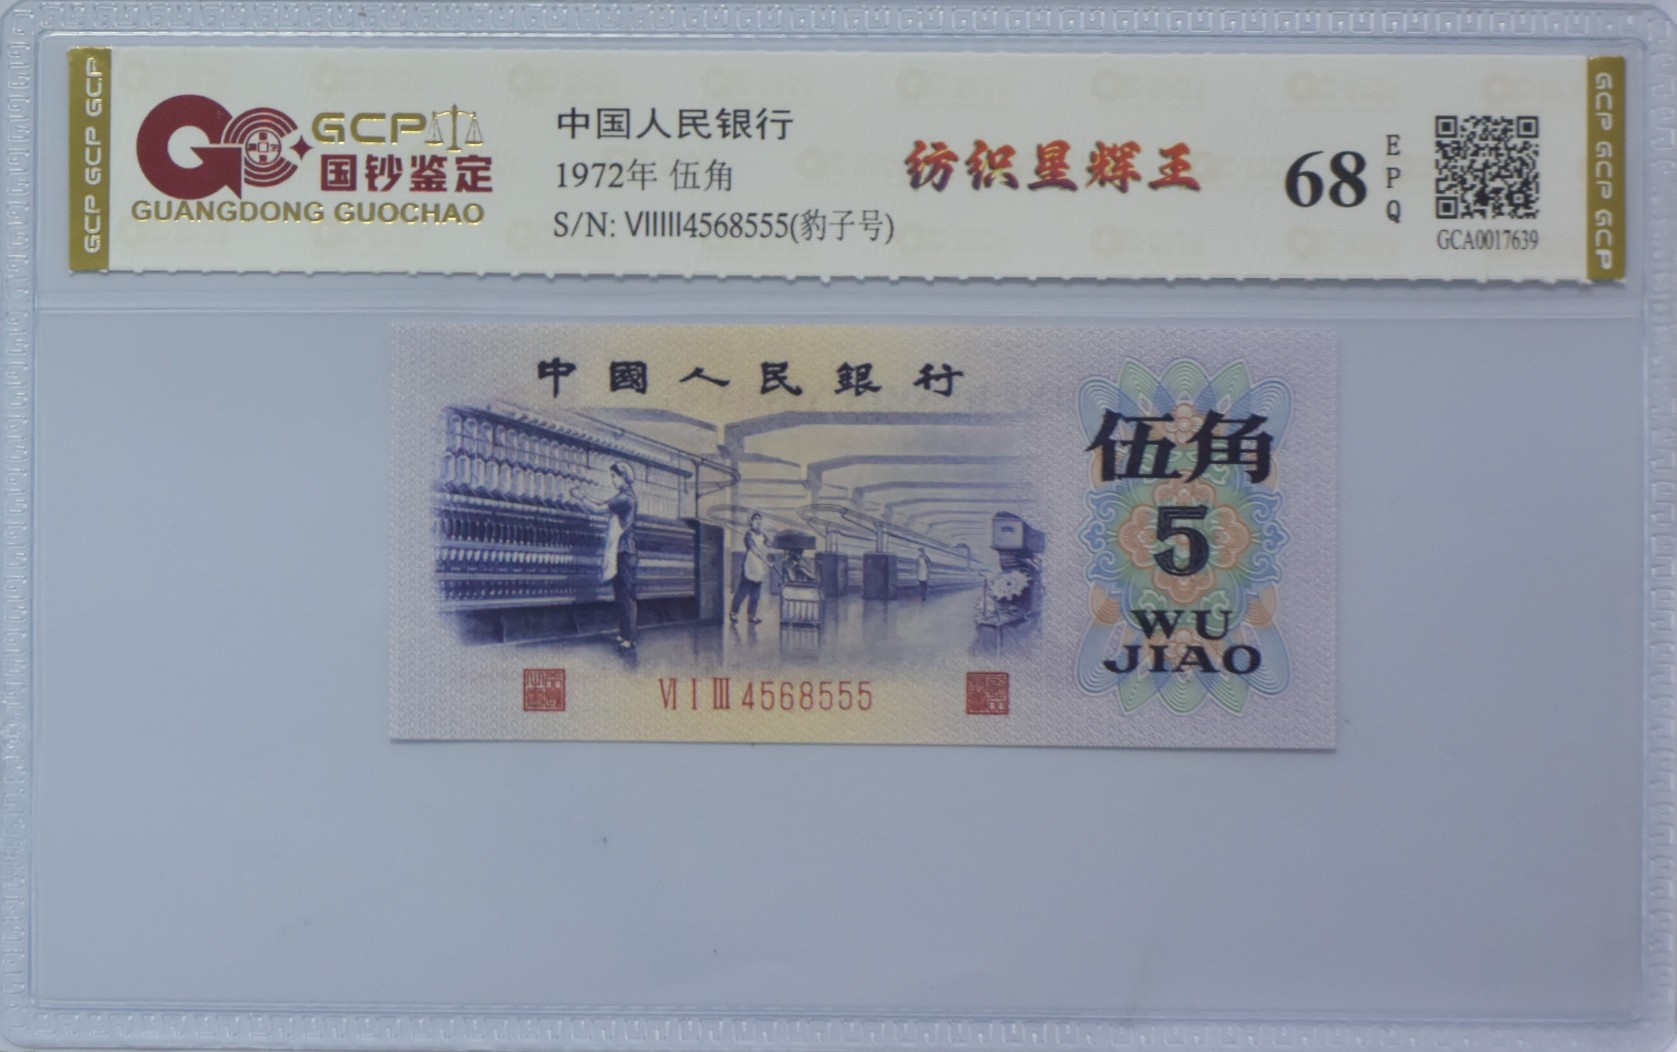 GCP GCP GCP
GCP
国钞鉴定
GUANGDONG GUOCHAO
中国人民银行
1972年 伍角
S/N: VIIIII4568555(豹子号)
纺织星辉王
68
EPQ
GCA0017639
GCP GCP GCP
中國人民銀行
伍角
5
WU
JIAO
VI I III 4568555